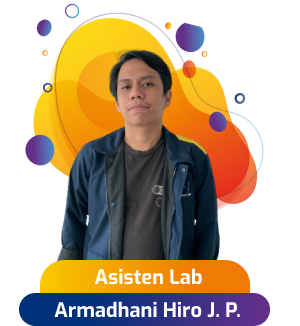 Asisten Lab
Armadhani Hiro J. P.